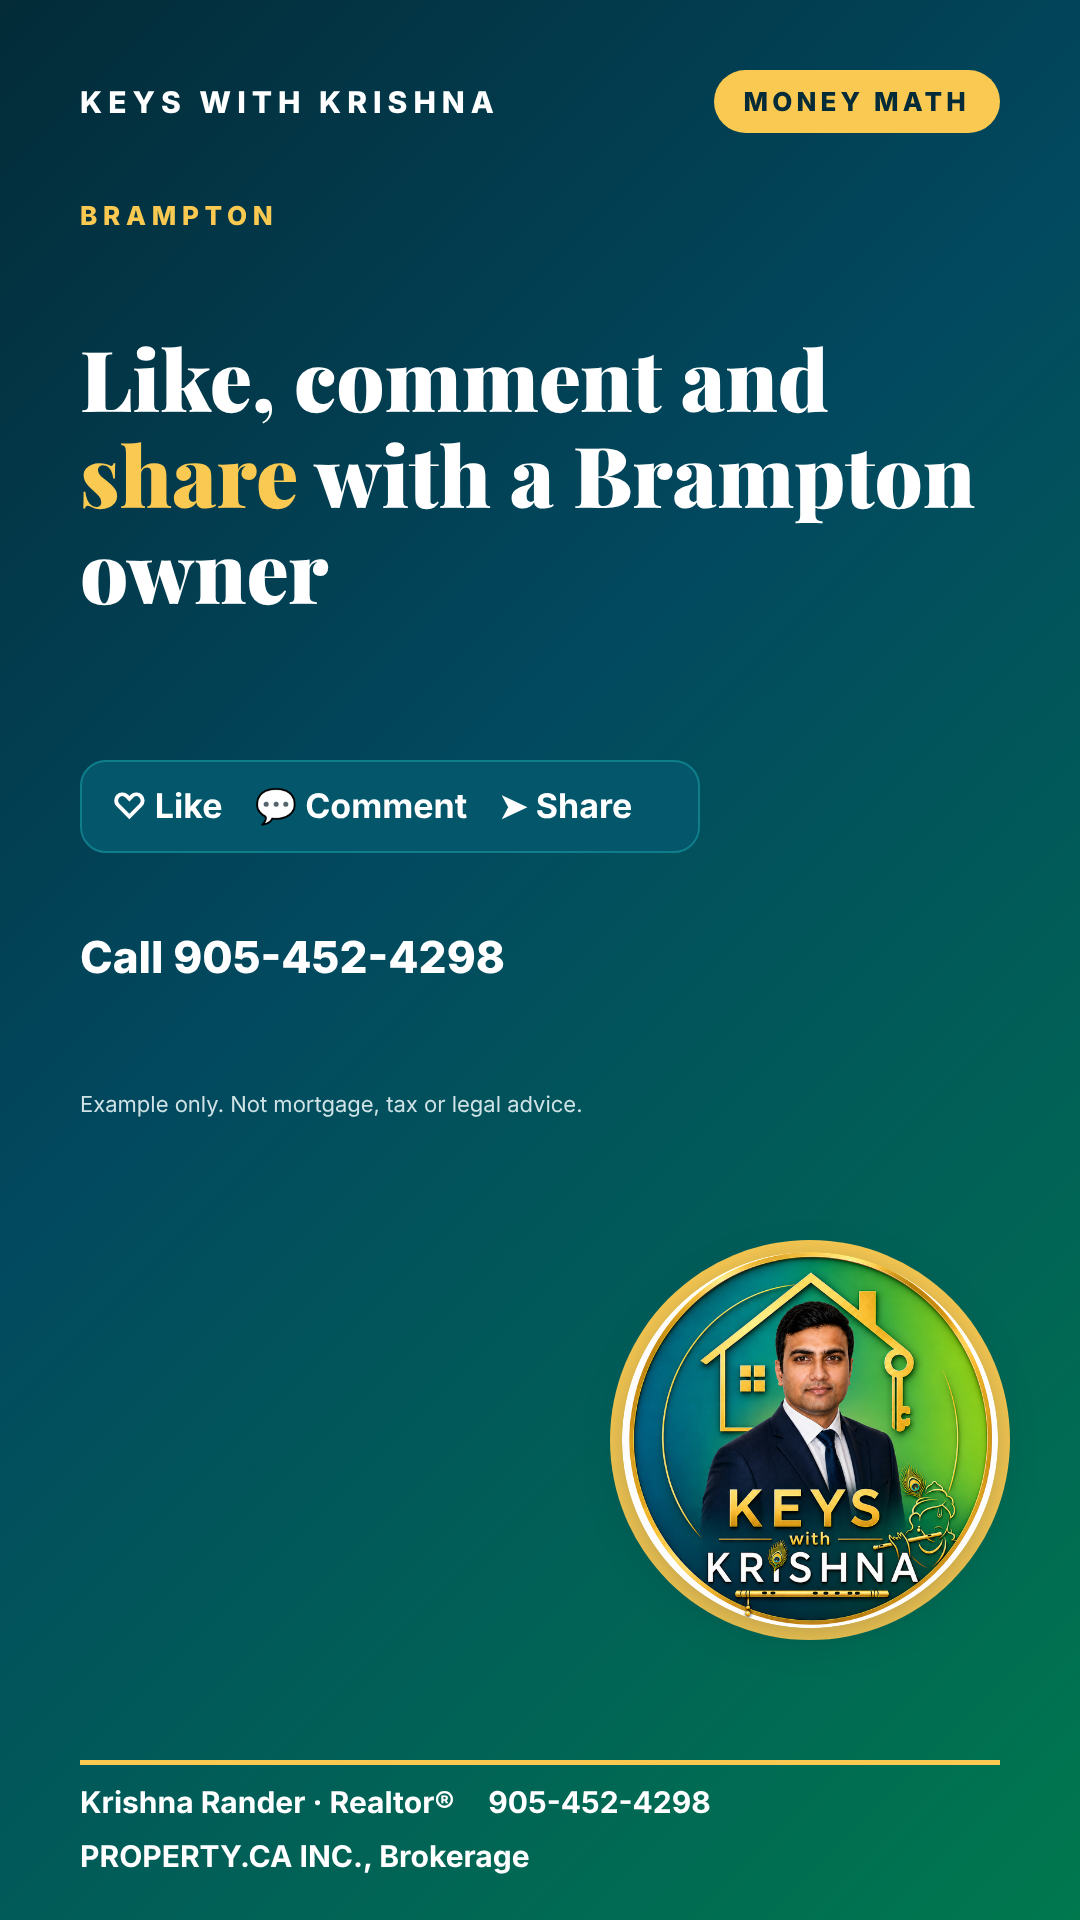 KEYS WITH KRISHNA
MONEY MATH
BRAMPTON
Like, comment and
share with a Brampton
owner
♡ Like 💬 Comment ➤ Share
Call 905-452-4298
Example only. Not mortgage, tax or legal advice.
KEYS
with
KRISHNA
Krishna Rander · Realtor® 905-452-4298
PROPERTY.CA INC., Brokerage